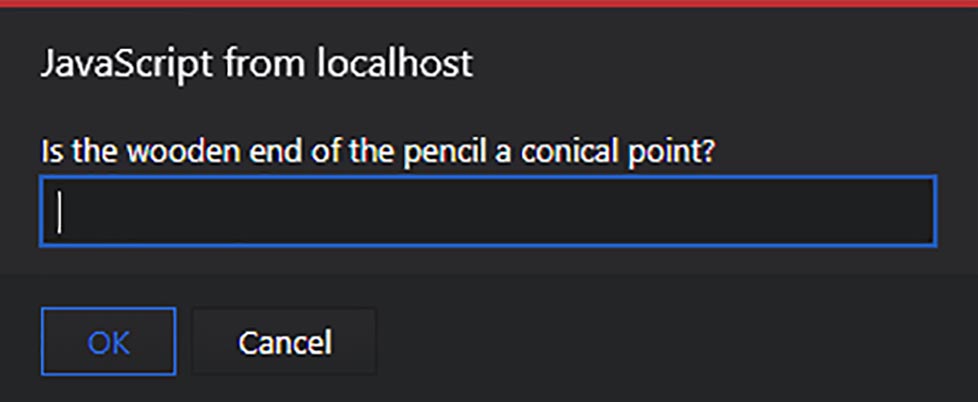 JavaScript from localhost
Is the wooden end of the pencil a conical point?
OK
Cancel